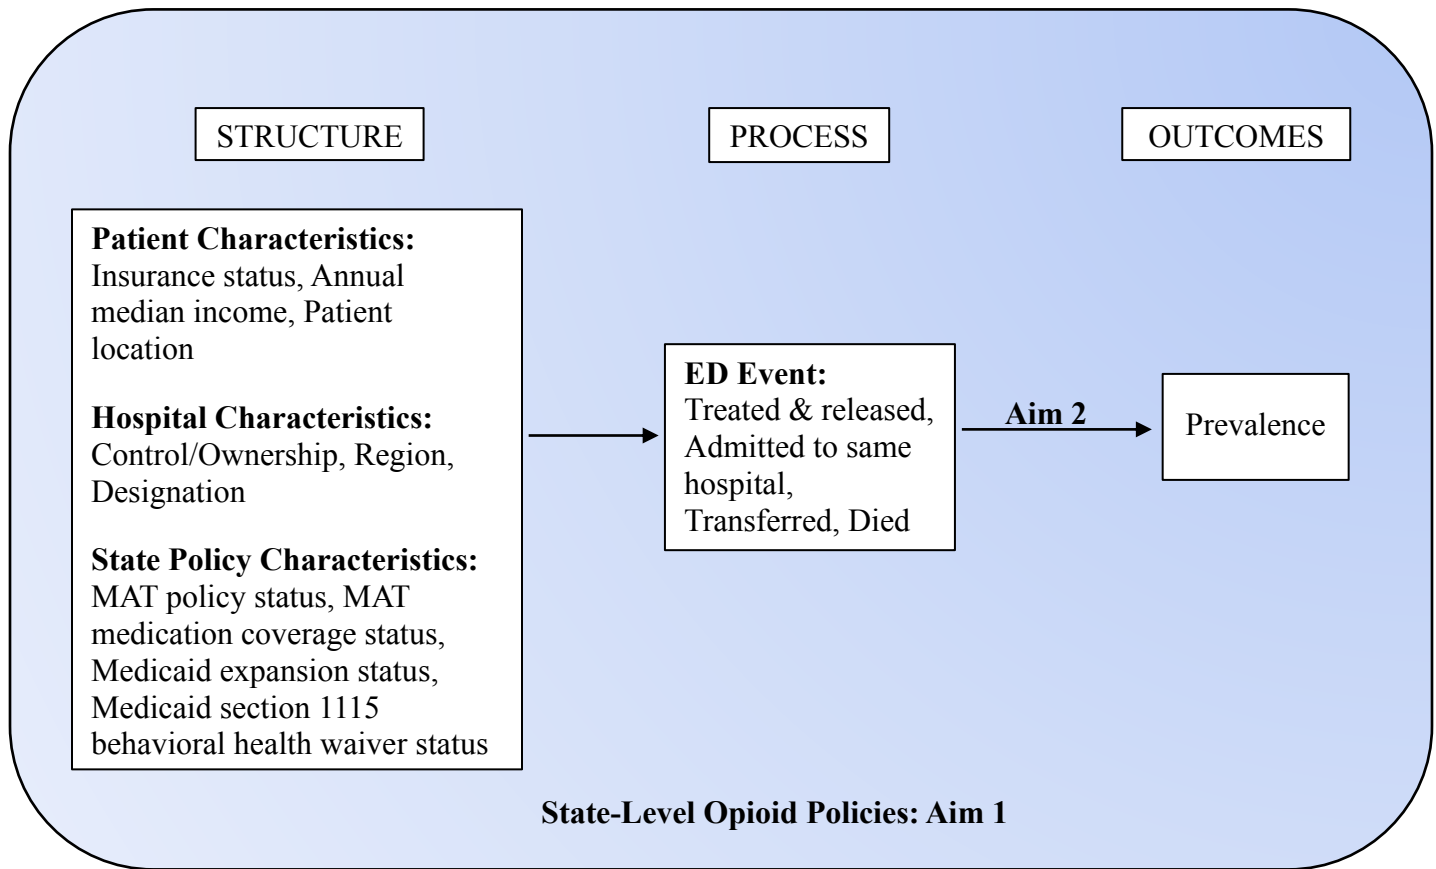 STRUCTURE
PROCESS
OUTCOMES
Patient Characteristics:
Insurance status, Annual
median income, Patient
location
Hospital Characteristics:
Control/Ownership, Region,
Designation
State Policy Characteristics:
MAT policy status, MAT
medication coverage status,
Medicaid expansion status,
Medicaid section 1115
behavioral health waiver status
ED Event:
Treated & released,
Admitted to same
hospital,
Transferred, Died
Aim 2
Prevalence
State-Level Opioid Policies: Aim 1